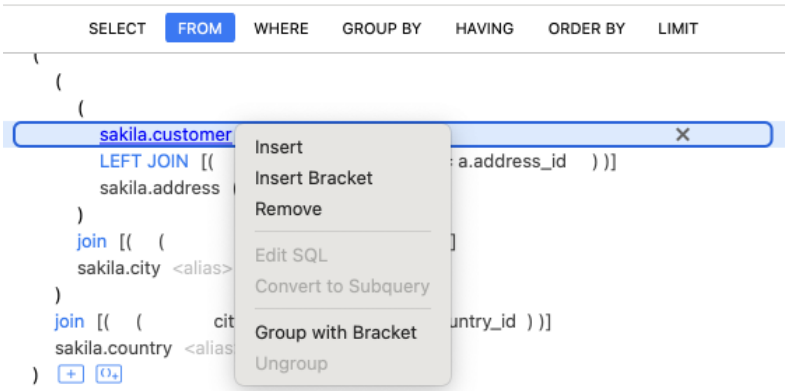 SELECT FROM WHERE GROUP BY HAVING ORDER BY LIMIT
(
(
(
sakila.customer
LEFT JOIN [( a.address_id ) )]
sakila.address
)
join [( ( ]
sakila.city <alias>
)
join [( ( cit untry_id ) )]
sakila.country <alias
)
Insert
Insert Bracket
Remove
Edit SQL
Convert to Subquery
Group with Bracket
Ungroup